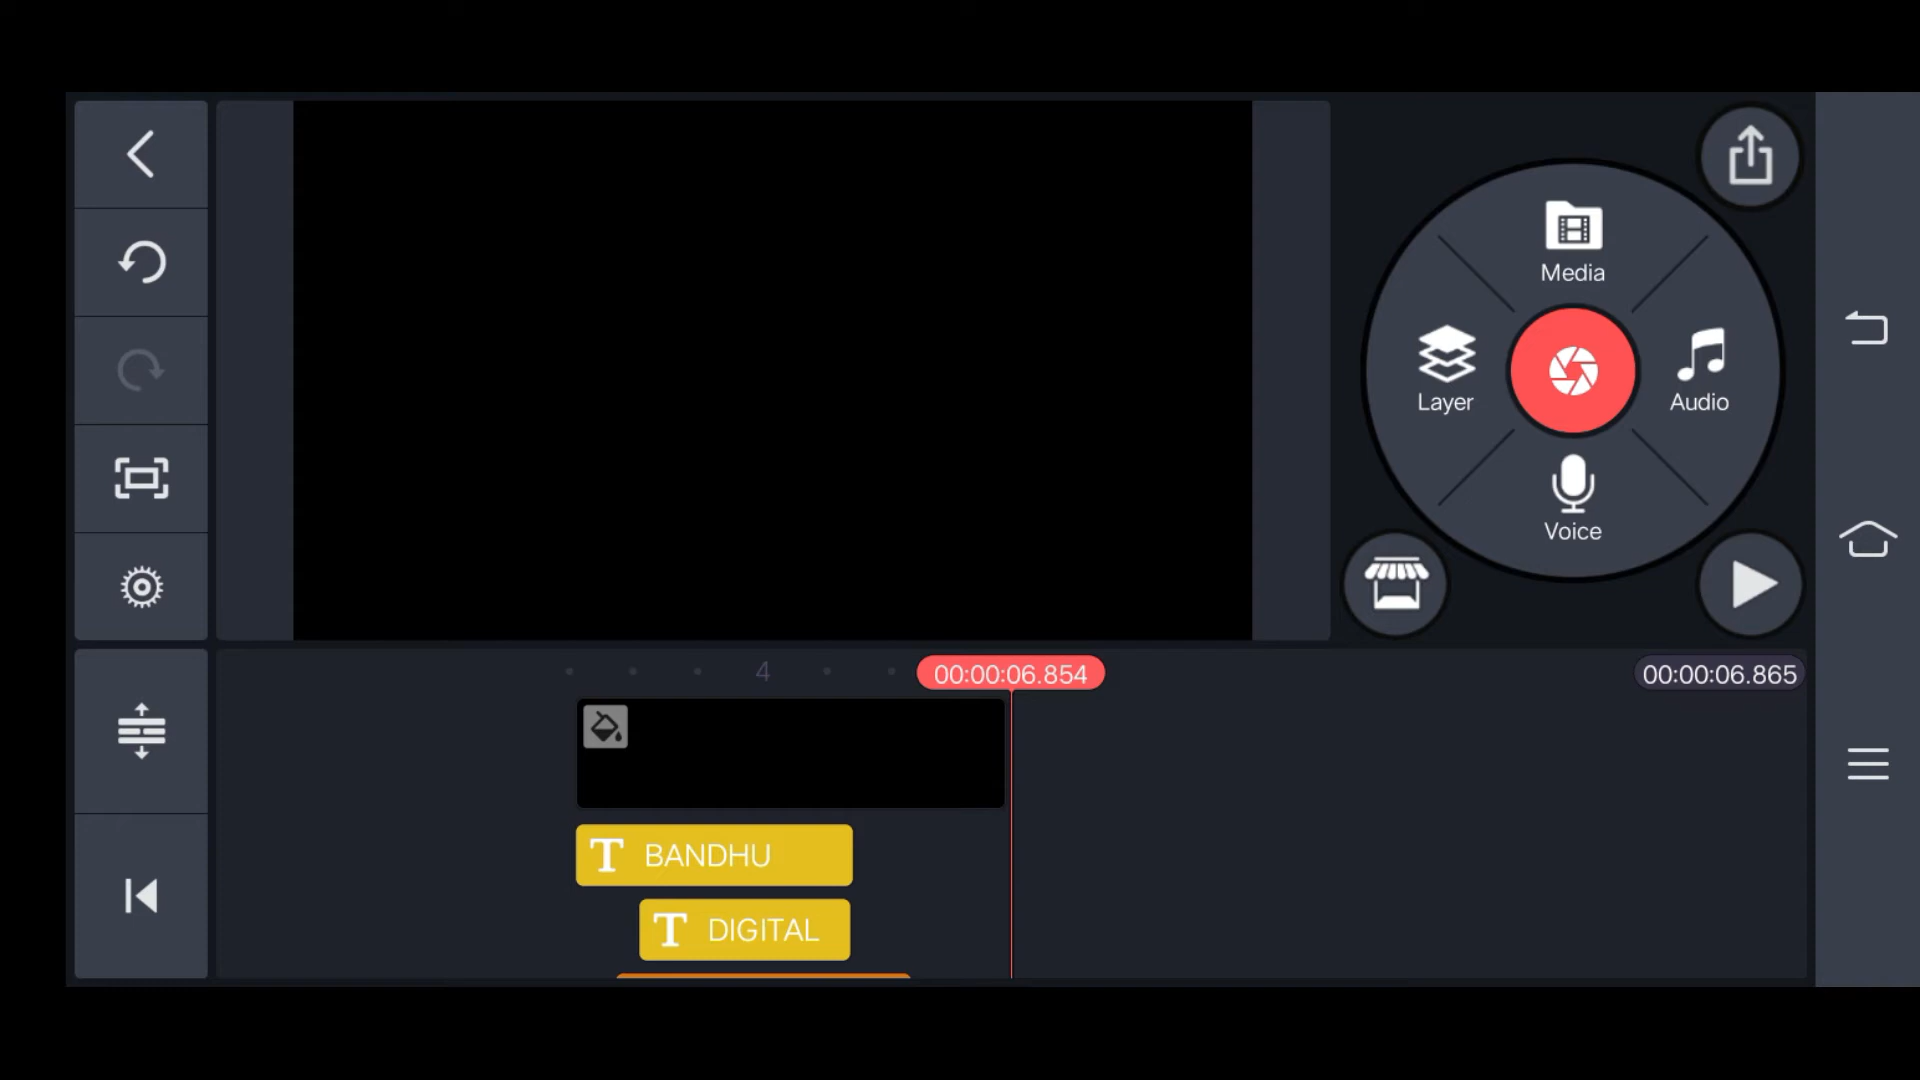 Media
Layer
Audio
Voice
4
00:00:06.854
00:00:06.865
T BANDHU
T DIGITAL